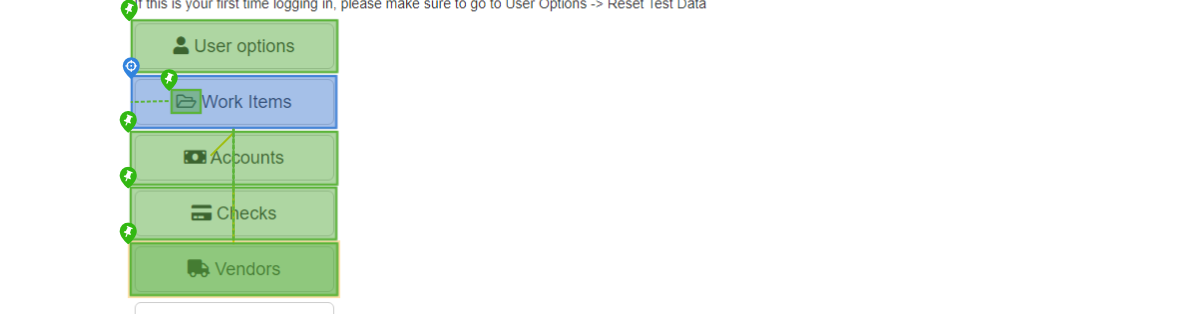 If this is your first time logging in, please make sure to go to User Options -> Reset Test Data
User options
Work Items
Accounts
Checks
Vendors